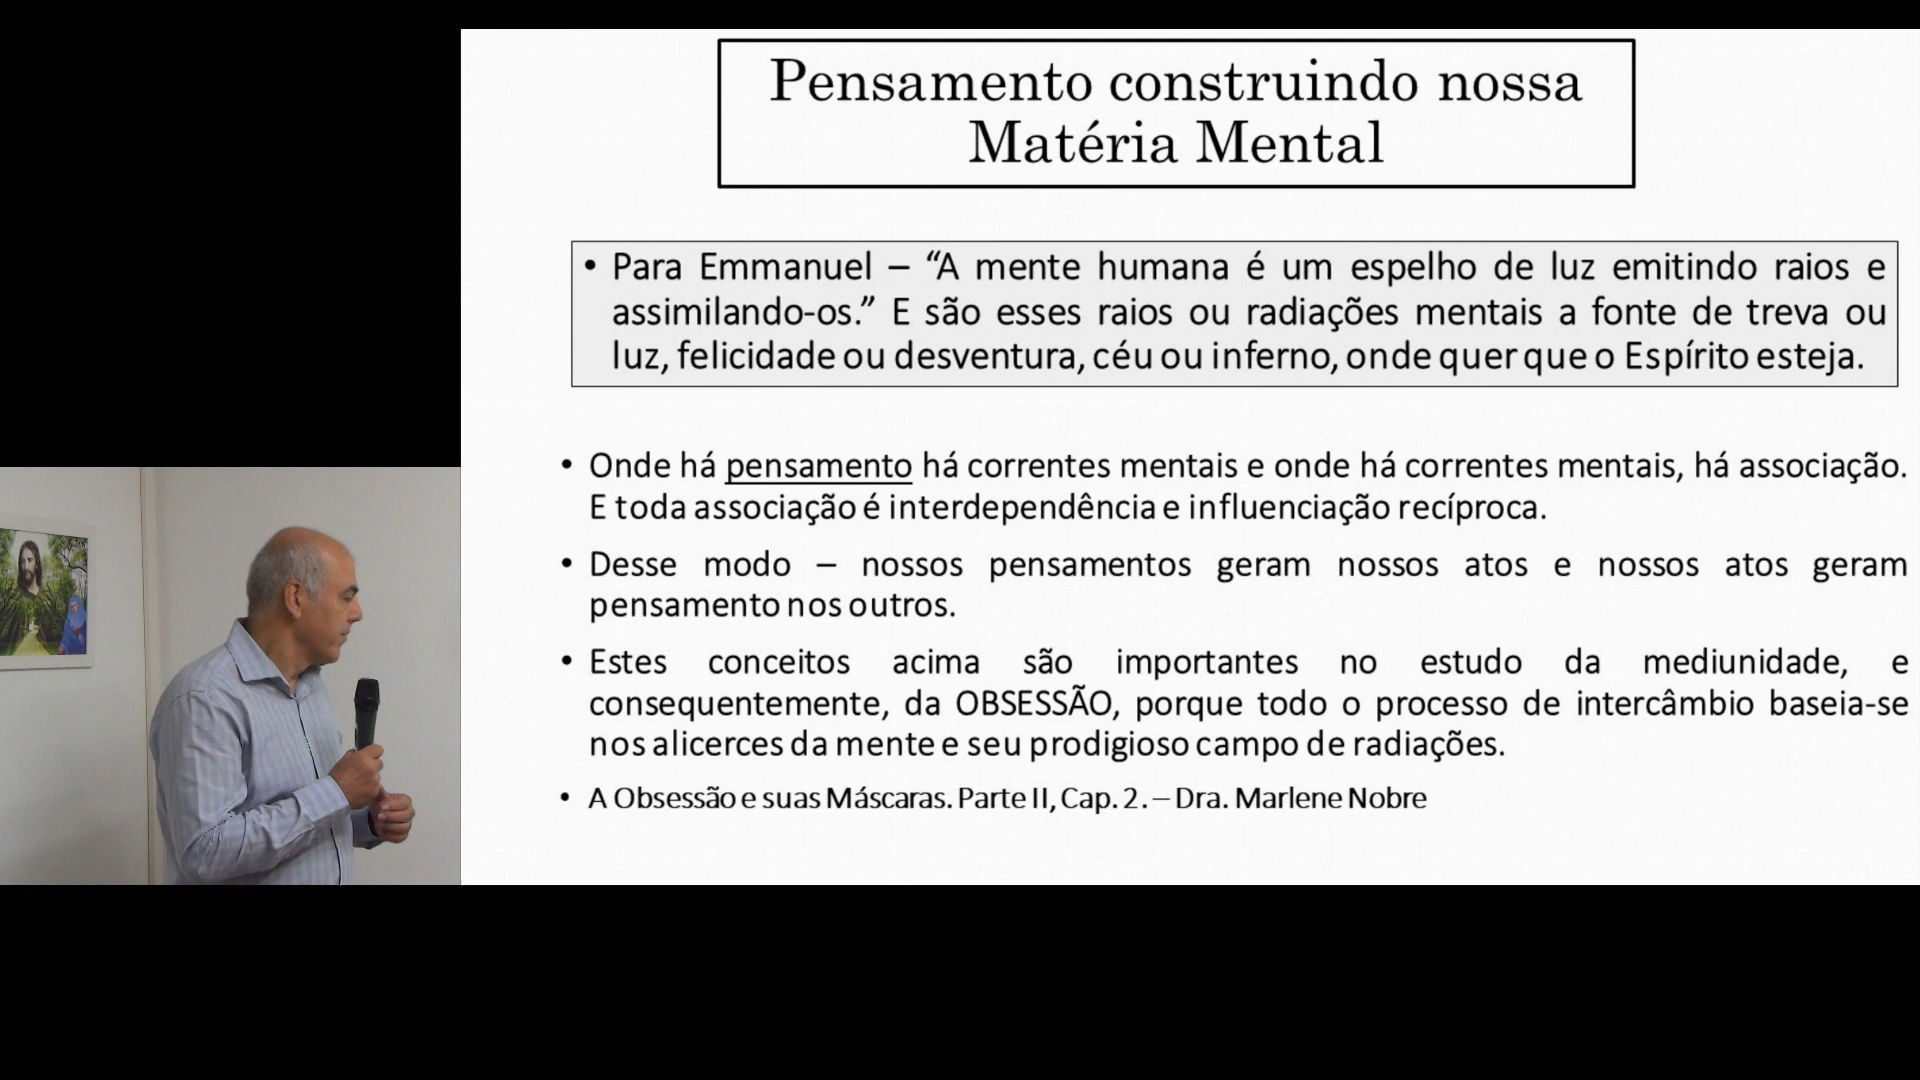 Pensamento construindo nossa
Matéria Mental
• Para Emmanuel – “A mente humana é um espelho de luz emitindo raios e
assimilando-os.” E são esses raios ou radiações mentais a fonte de treva ou
luz, felicidade ou desventura, céu ou inferno, onde quer que o Espírito esteja.
• Onde há pensamento há correntes mentais e onde há correntes mentais, há associação.
E toda associação é interdependência e influenciação recíproca.
• Desse modo – nossos pensamentos geram nossos atos e nossos atos geram
pensamento nos outros.
• Estes conceitos acima são importantes no estudo da mediunidade, e
consequentemente, da OBSESSÃO, porque todo o processo de intercâmbio baseia-se
nos alicerces da mente e seu prodigioso campo de radiações.
• A Obsessão e suas Máscaras. Parte II, Cap. 2. – Dra. Marlene Nobre